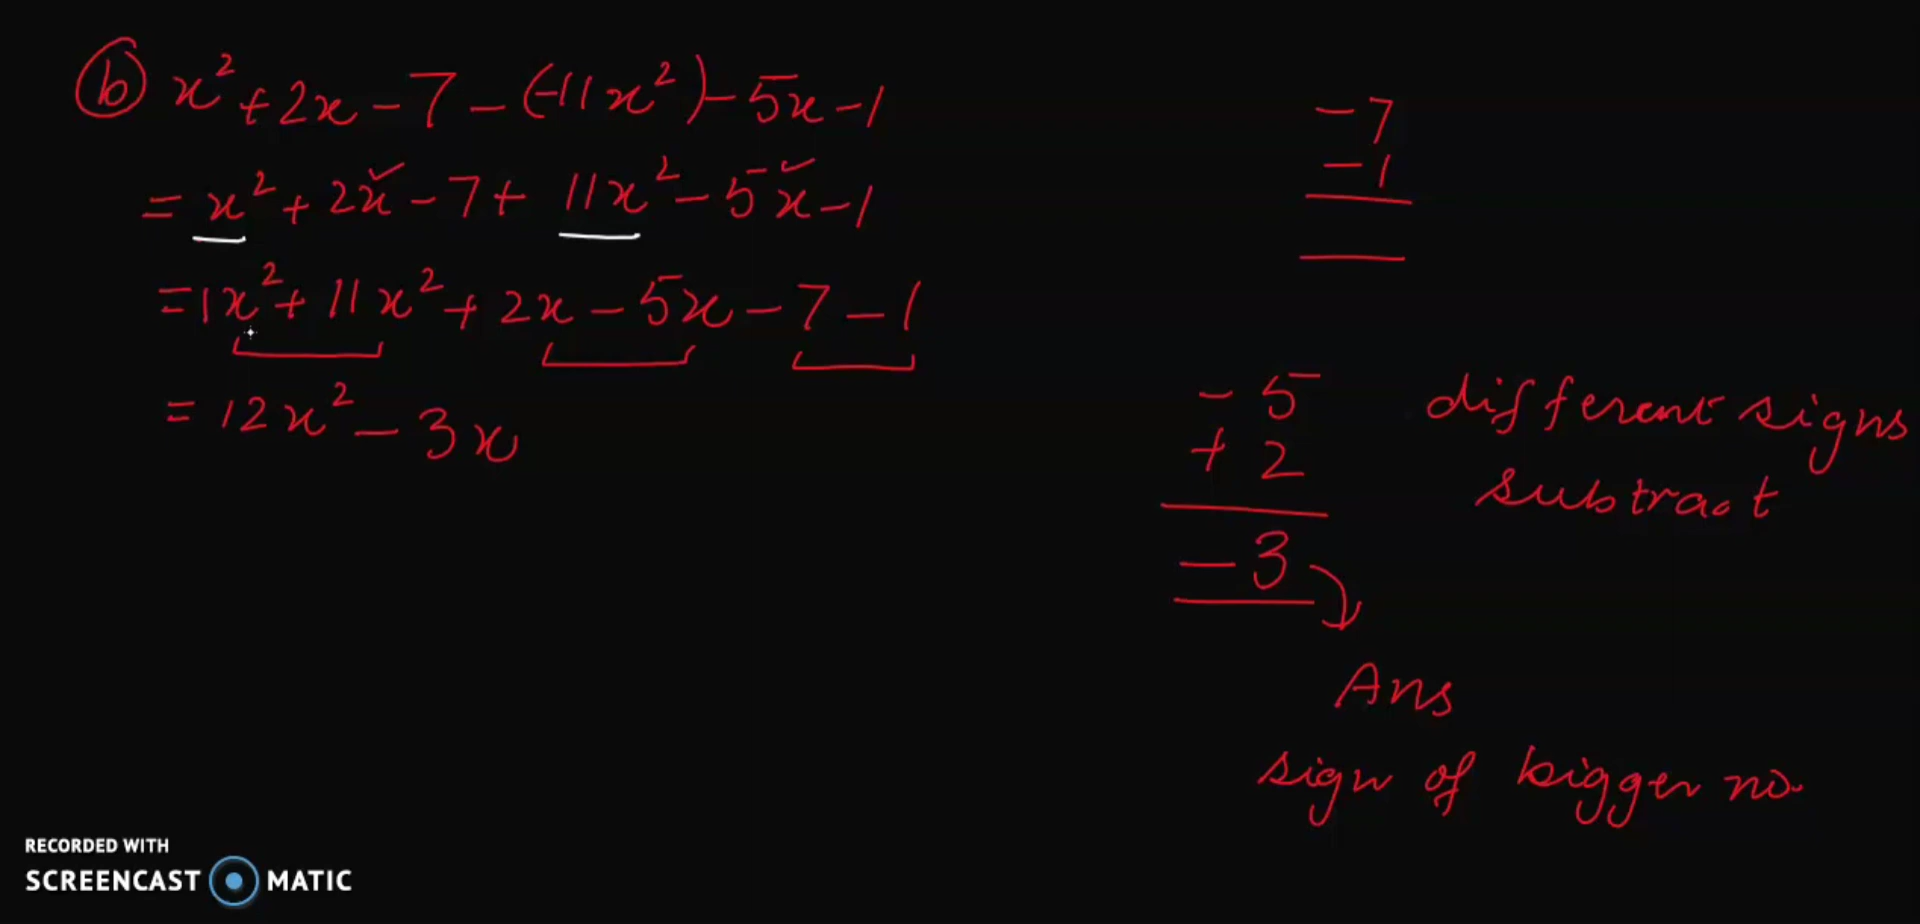 (b) x² + 2x - 7 - (-11x²) - 5x - 1
= x² + 2x - 7 + 11x² - 5x - 1
= 1x² + 11x² + 2x - 5x - 7 - 1
= 12x² - 3x
- 7
- 1
- 5
+ 2
- 3
different signs
subtract
Ans
sign of bigger no.
RECORDED WITH
SCREENCAST MATIC